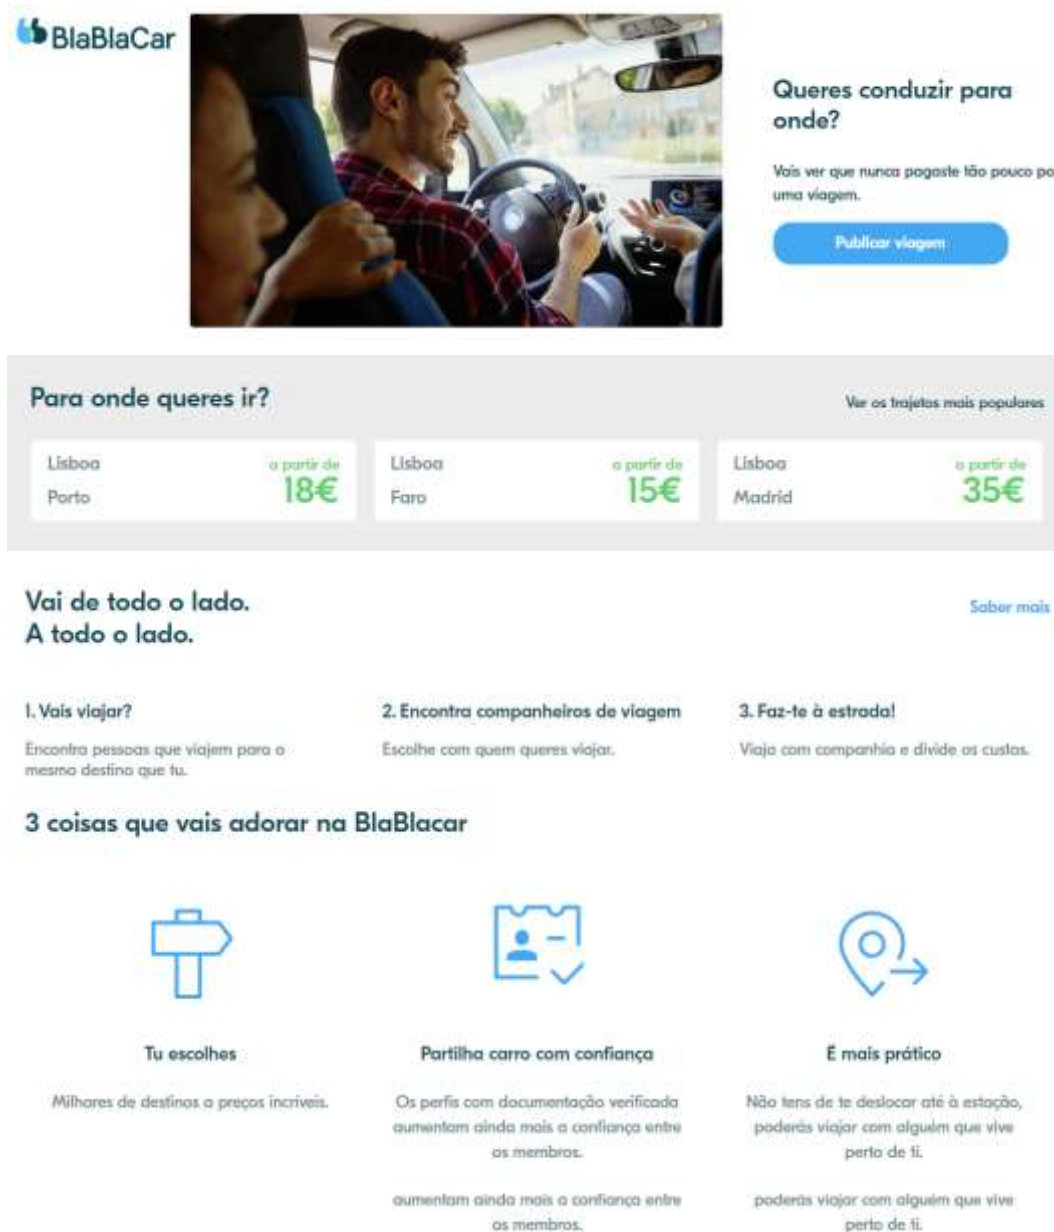 BlaBlaCar
Queres conduzir para
onde?
Vais ver que nunca pagaste tão pouco po
uma viagem.
Publicar viagem
Para onde queres ir?
Ver os trajetos mais populares
Lisboa
Porto
a partir de
18€
Lisboa
Faro
a partir de
15€
Lisboa
Madrid
a partir de
35€
Vai de todo o lado.
A todo o lado.
Saber mais
1. Vais viajar?
Encontra pessoas que viajem para o
mesmo destino que tu.
2. Encontra companheiros de viagem
Escolhe com quem queres viajar.
3. Faz-te à estrada!
Viaja com companhia e divide os custos.
3 coisas que vais adorar na BlaBlacar
Tu escolhes
Milhares de destinos a preços incríveis.
Partilha carro com confiança
Os perfis com documentação verificada
aumentam ainda mais a confiança entre
os membros.
aumentam ainda mais a confiança entre
os membros.
É mais prático
Não tens de te deslocar até à estação,
poderás viajar com alguém que vive
perto de ti.
poderás viajar com alguém que vive
perto de ti.